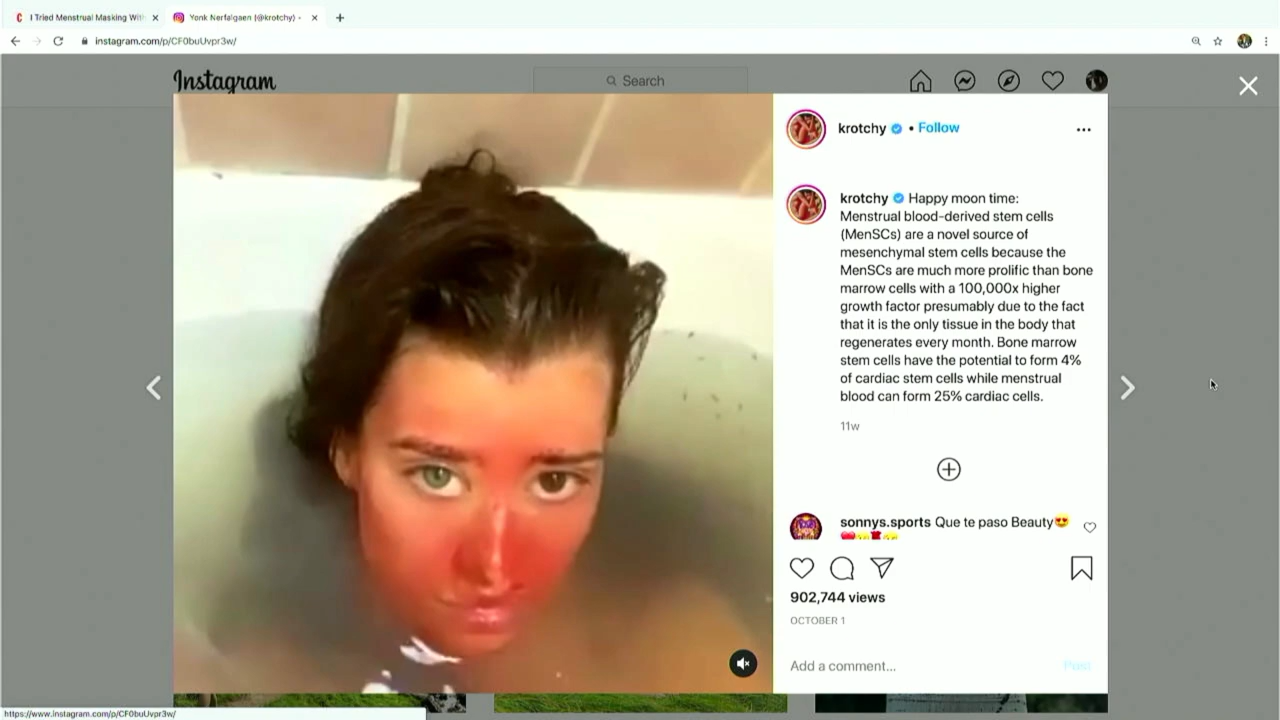 I Tried Menstrual Masking With
Yonk Nerfalgaen (@krotchy) •
instagram.com/p/CF0buUvpr3w/
Instagram
Search
krotchy • Follow
krotchy Happy moon time:
Menstrual blood-derived stem cells
(MenSCs) are a novel source of
mesenchymal stem cells because the
MenSCs are much more prolific than bone
marrow cells with a 100,000x higher
growth factor presumably due to the fact
that it is the only tissue in the body that
regenerates every month. Bone marrow
stem cells have the potential to form 4%
of cardiac stem cells while menstrual
blood can form 25% cardiac cells.
11w
sonnys.sports Que te paso Beauty😍
902,744 views
OCTOBER 1
Add a comment...
Post
https://www.instagram.com/p/CF0buUvpr3w/